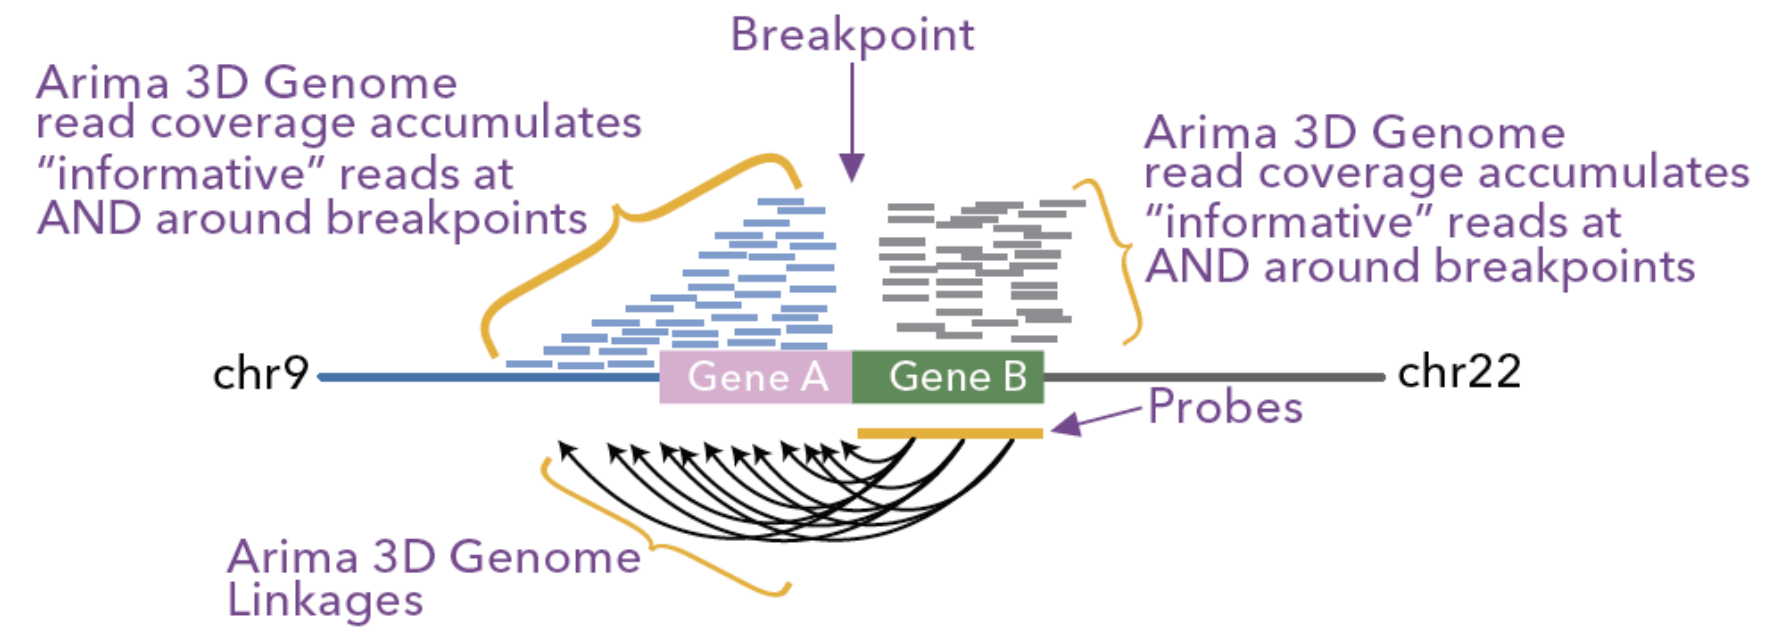 Breakpoint
Arima 3D Genome
read coverage accumulates
“informative” reads at
AND around breakpoints
Arima 3D Genome
read coverage accumulates
“informative” reads at
AND around breakpoints
chr9
Gene A
Gene B
chr22
Probes
Arima 3D Genome
Linkages